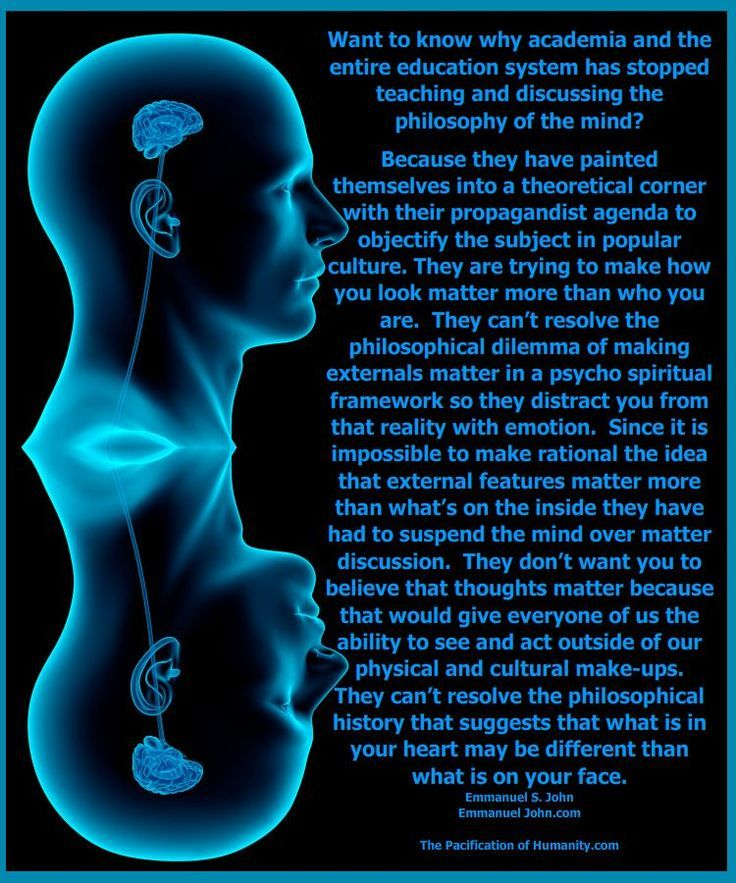 Want to know why academia and the
entire education system has stopped
teaching and discussing the
philosophy of the mind?
Because they have painted
themselves into a theoretical corner
with their propagandist agenda to
objectify the subject in popular
culture. They are trying to make how
you look matter more than who you
are.  They can’t resolve the
philosophical dilemma of making
externals matter in a psycho spiritual
framework so they distract you from
that reality with emotion.  Since it is
impossible to make rational the idea
that external features matter more
than what’s on the inside they have
had to suspend the mind over matter
discussion.  They don’t want you to
believe that thoughts matter because
that would give everyone of us the
ability to see and act outside of our
physical and cultural make-ups.
They can’t resolve the philosophical
history that suggests that what is in
your heart may be different than
what is on your face.
Emmanuel S. John
Emmanuel John.com
The Pacification of Humanity.com